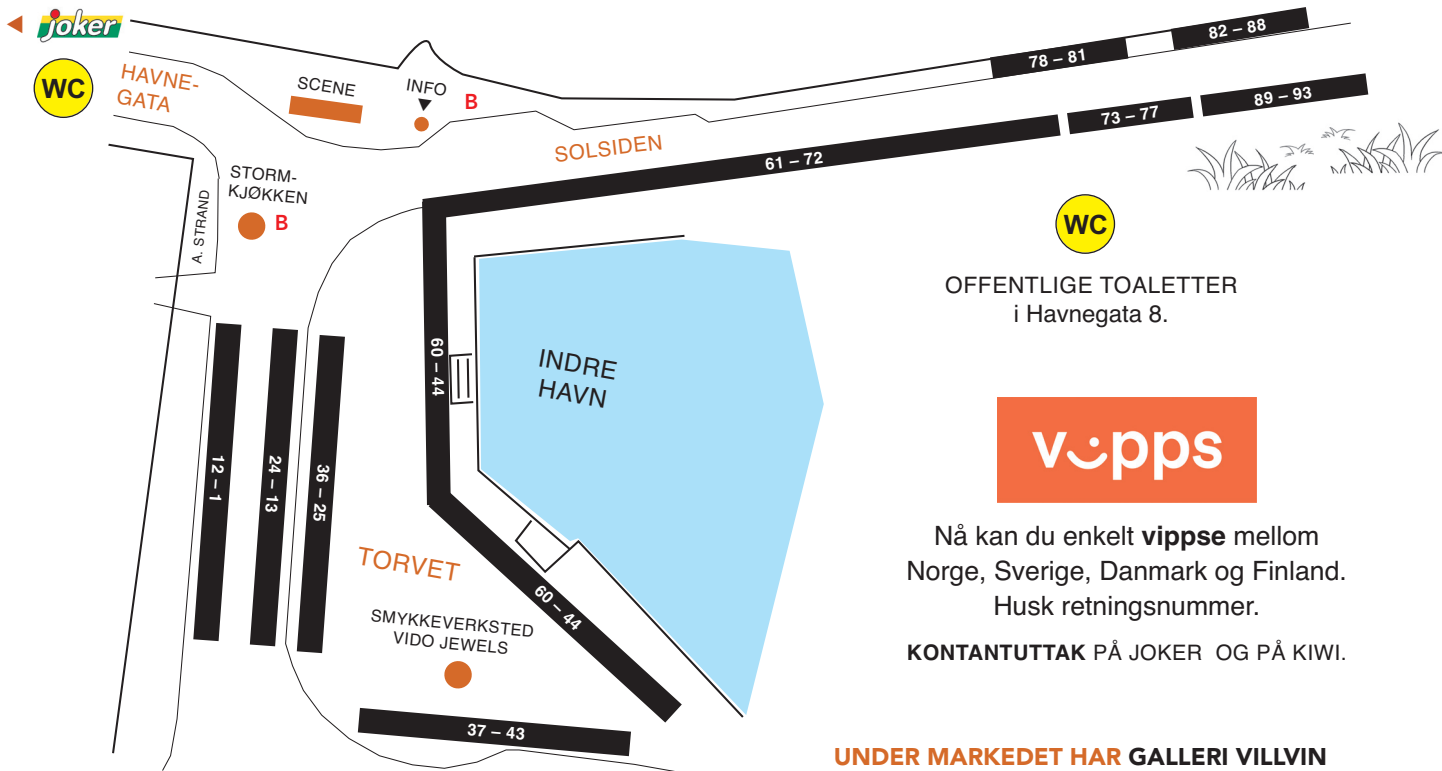 joker
WC
HAVNE-
GATA
SCENE
INFO
B
82 – 88
78 – 81
89 – 93
73 – 77
61 – 72
SOLSIDEN
STORM-
KJØKKEN
B
A. STRAND
WC
OFFENTLIGE TOALETTER
i Havnegata 8.
12 – 1
24 – 13
36 – 25
60 – 44
INDRE
HAVN
vipps
Nå kan du enkelt vippse mellom
Norge, Sverige, Danmark og Finland.
Husk retningsnummer.
KONTANTUTTAK PÅ JOKER OG PÅ KIWI.
TORVET
60 – 44
SMYKKEVERKSTED
VIDO JEWELS
37 – 43
UNDER MARKEDET HAR GALLERI VILLVIN